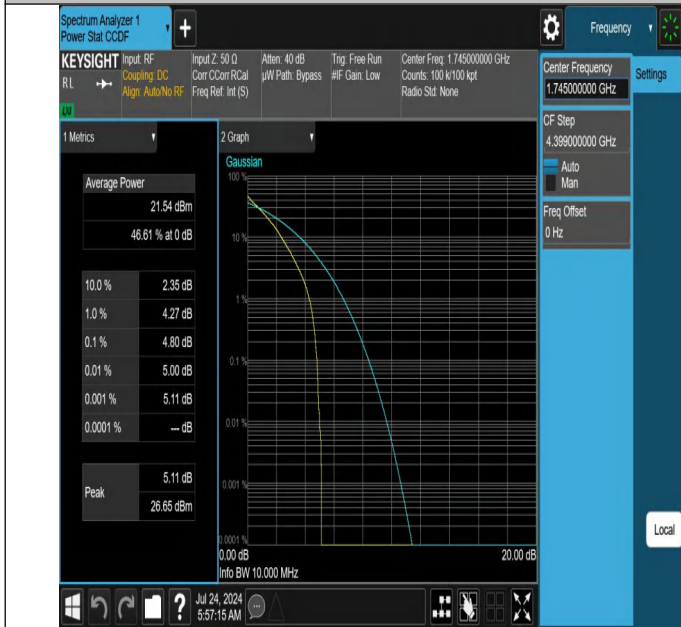 Spectrum Analyzer 1
Power Stat CCDF
+
Frequency
KEYSIGHT
RL
Input: RF
Coupling: DC
Align: Auto/No RF
Input Z: 50 Ω
Corr CCorr RCal
Freq Ref: Int (S)
Atten: 40 dB
µW Path: Bypass
Trig: Free Run
#IF Gain: Low
Center Freq: 1.745000000 GHz
Counts: 100 k/100 kpt
Radio Std: None
Center Frequency
1.745000000 GHz
Settings
CF Step
4.399000000 GHz
Auto
Man
Freq Offset
0 Hz
1 Metrics
Average Power
21.54 dBm
46.61 % at 0 dB
10.0 % 2.35 dB
1.0 % 4.27 dB
0.1 % 4.80 dB
0.01 % 5.00 dB
0.001 % 5.11 dB
0.0001 % --- dB
Peak
5.11 dB
26.65 dBm
2 Graph
Gaussian
100 %
10 %
1 %
0.1 %
0.01 %
0.001 %
0.0001 %
0.00 dB 20.00 dB
Info BW 10.000 MHz
Local
?
Jul 24, 2024
5:57:15 AM